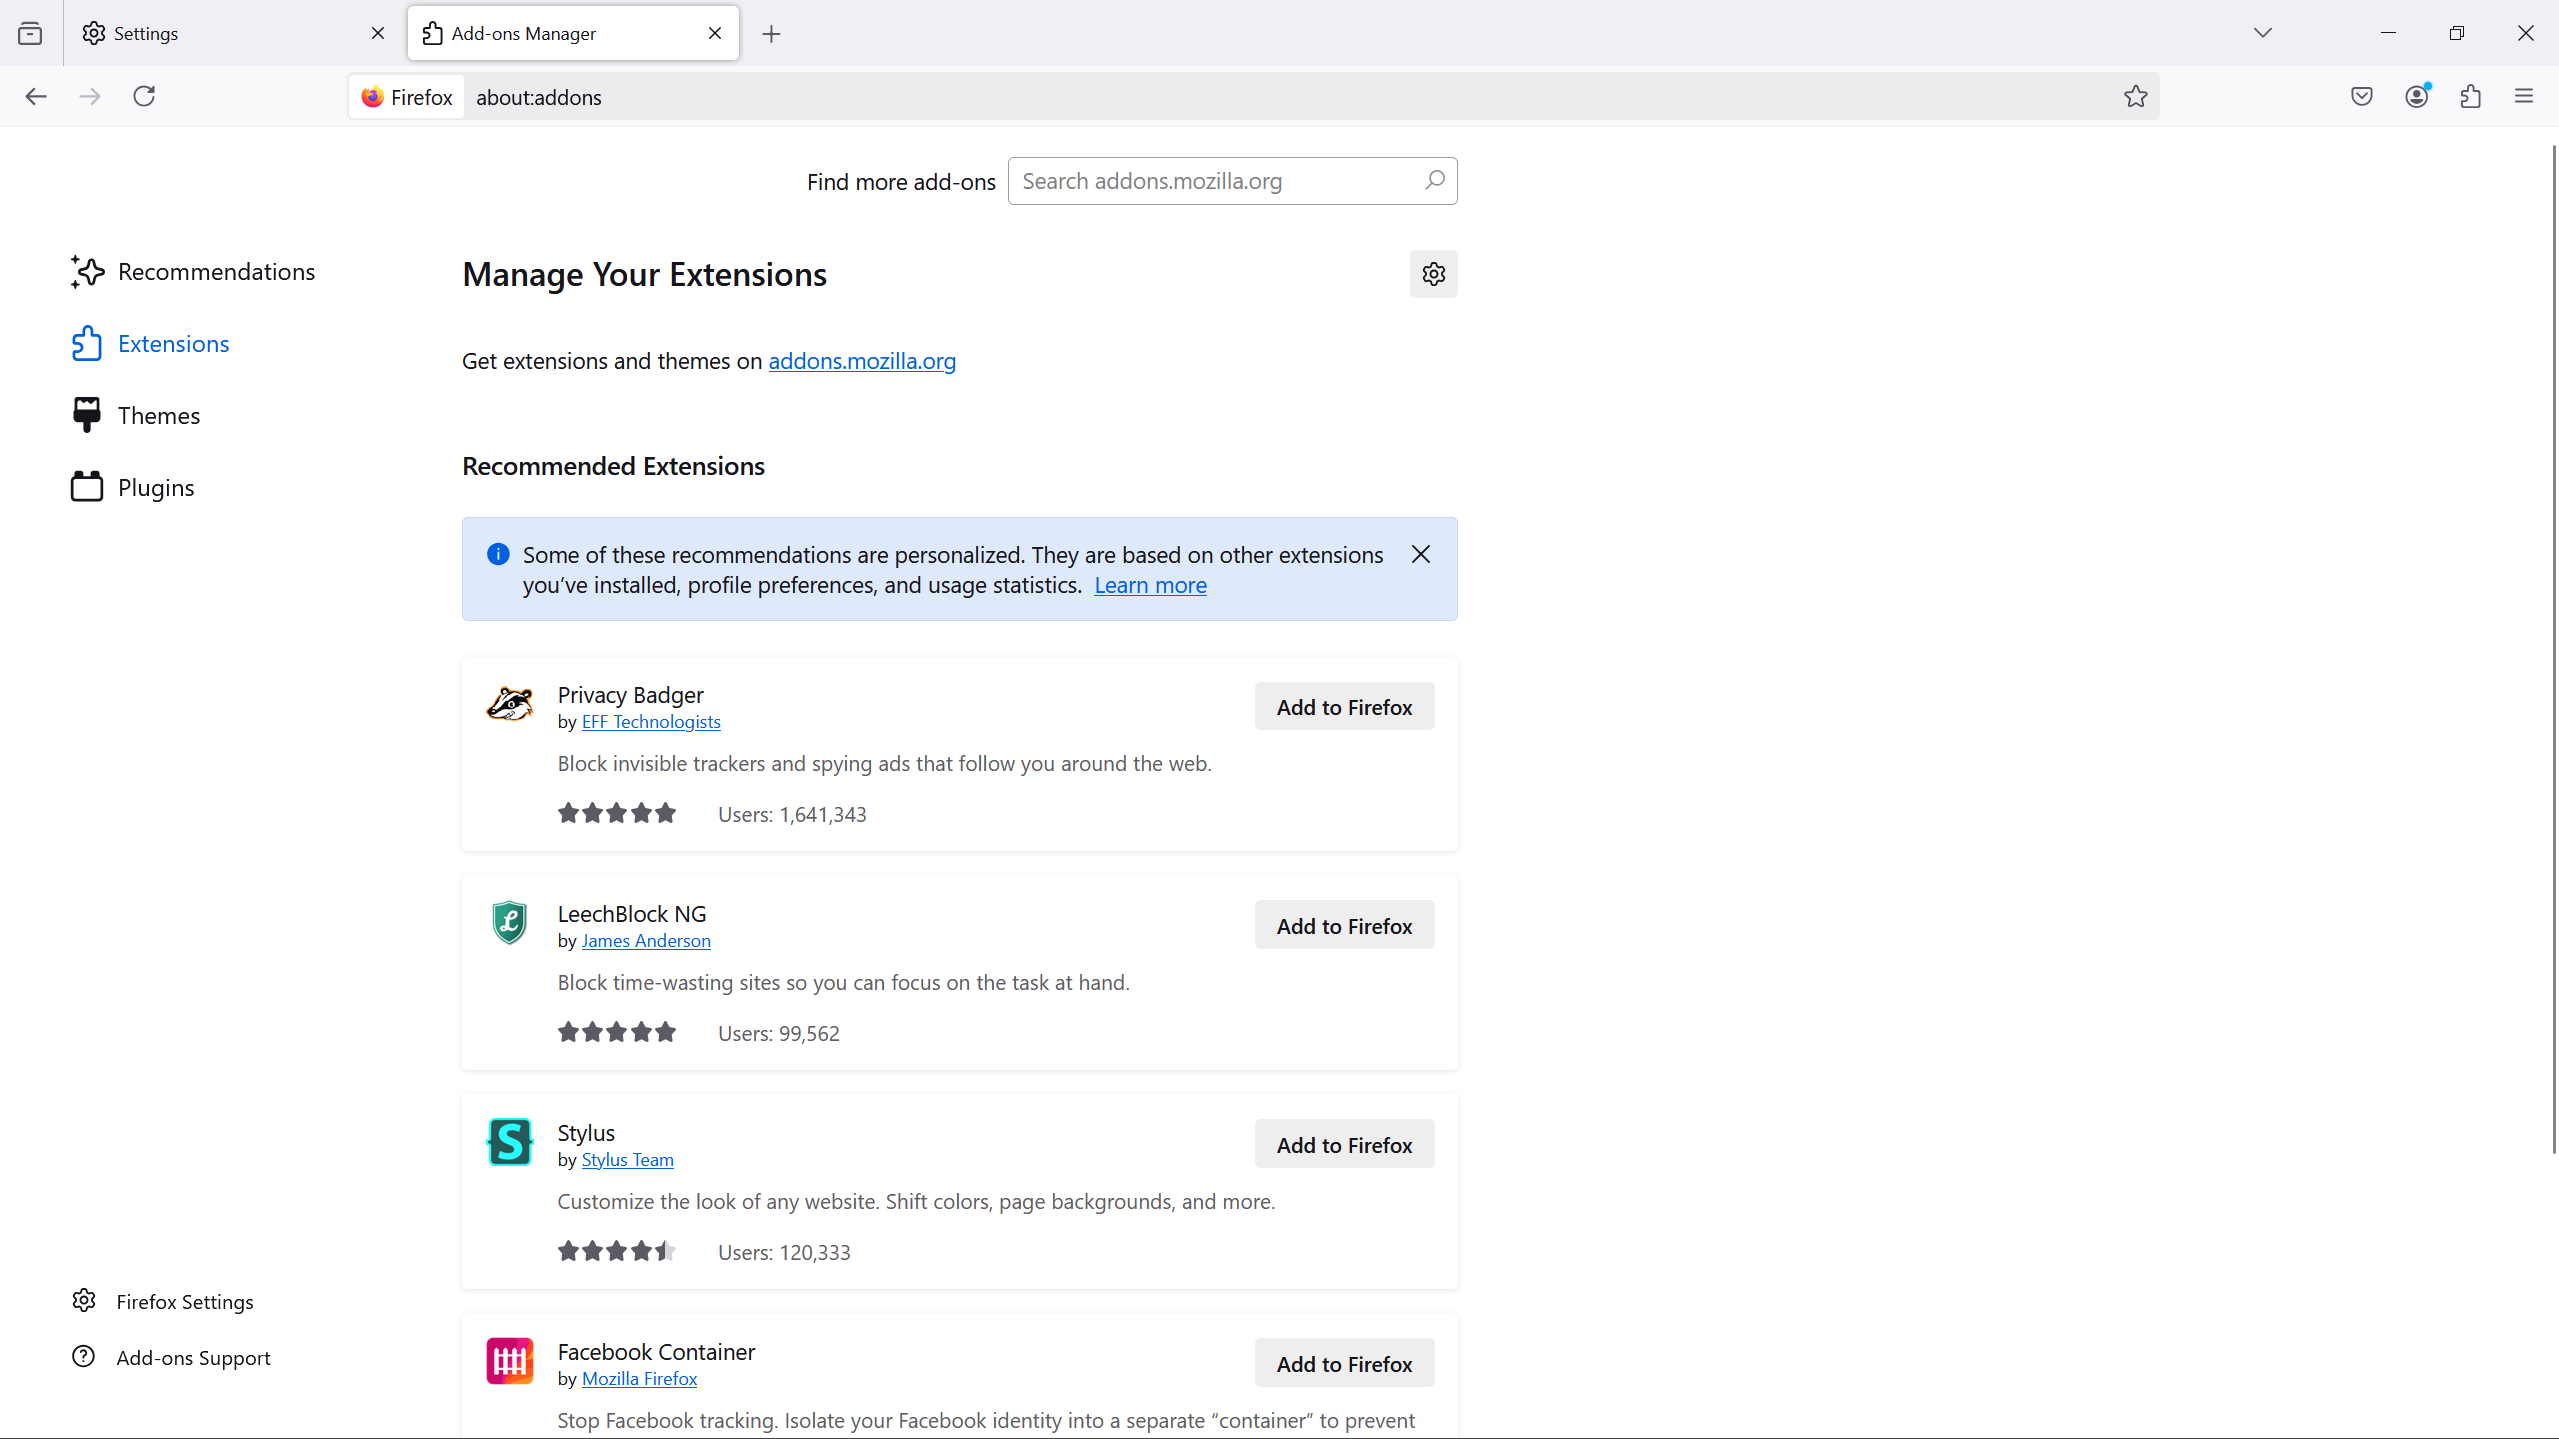 Settings
Add-ons Manager
Firefox
about:addons
Find more add-ons
Search addons.mozilla.org
Recommendations
Extensions
Themes
Plugins
Manage Your Extensions
Get extensions and themes on addons.mozilla.org
Recommended Extensions
Some of these recommendations are personalized. They are based on other extensions
you’ve installed, profile preferences, and usage statistics. Learn more
Privacy Badger
by EFF Technologists
Add to Firefox
Block invisible trackers and spying ads that follow you around the web.
Users: 1,641,343
LeechBlock NG
by James Anderson
Add to Firefox
Block time-wasting sites so you can focus on the task at hand.
Users: 99,562
Stylus
by Stylus Team
Add to Firefox
Customize the look of any website. Shift colors, page backgrounds, and more.
Users: 120,333
Facebook Container
by Mozilla Firefox
Add to Firefox
Stop Facebook tracking. Isolate your Facebook identity into a separate “container” to prevent
Firefox Settings
Add-ons Support